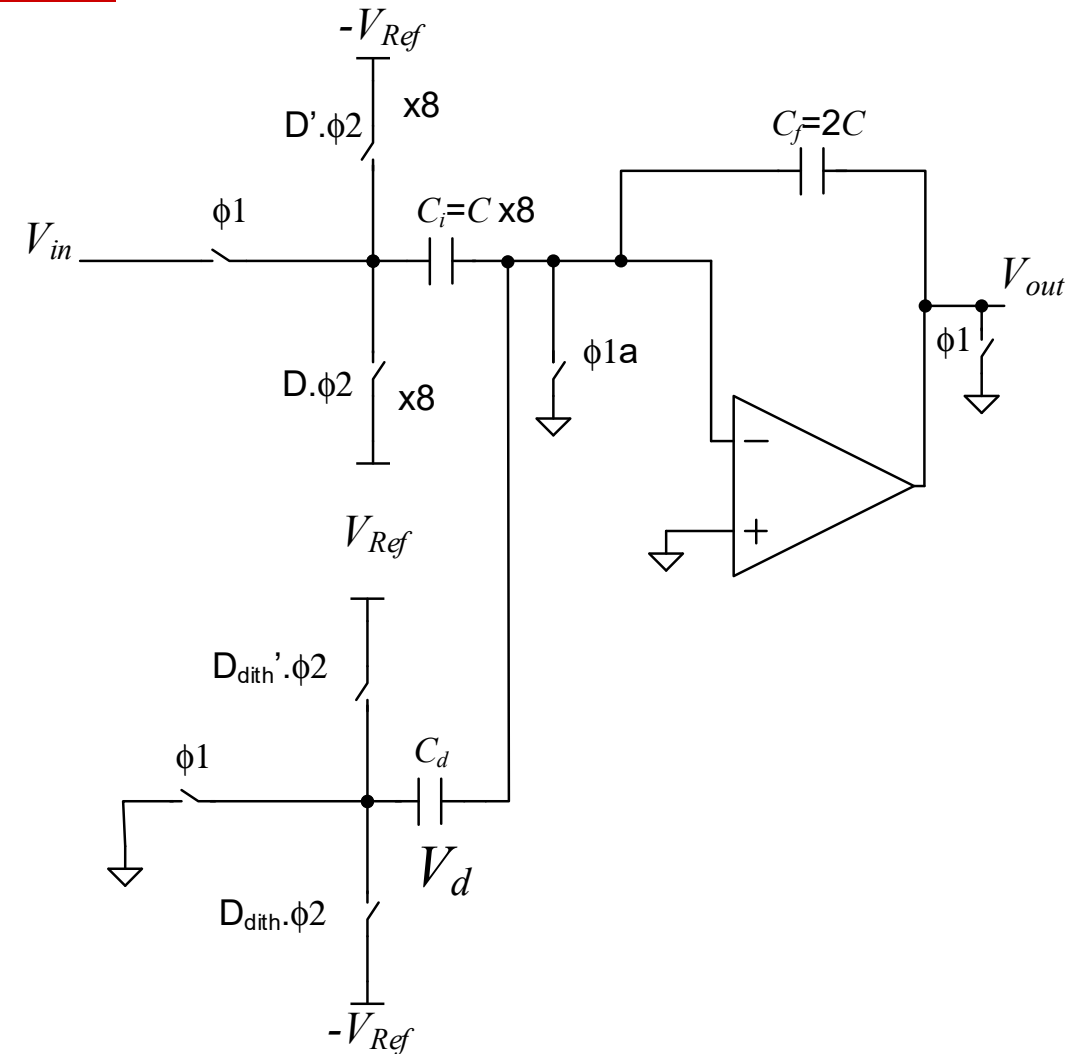 -VRef
x8
D'.ϕ2
Cf=2C
ϕ1
Ci=C x8
Vin
Vout
ϕ1
ϕ1a
D.ϕ2
x8
−
VRef
+
Ddith'.ϕ2
ϕ1
Cd
Vd
Ddith.ϕ2
-VRef